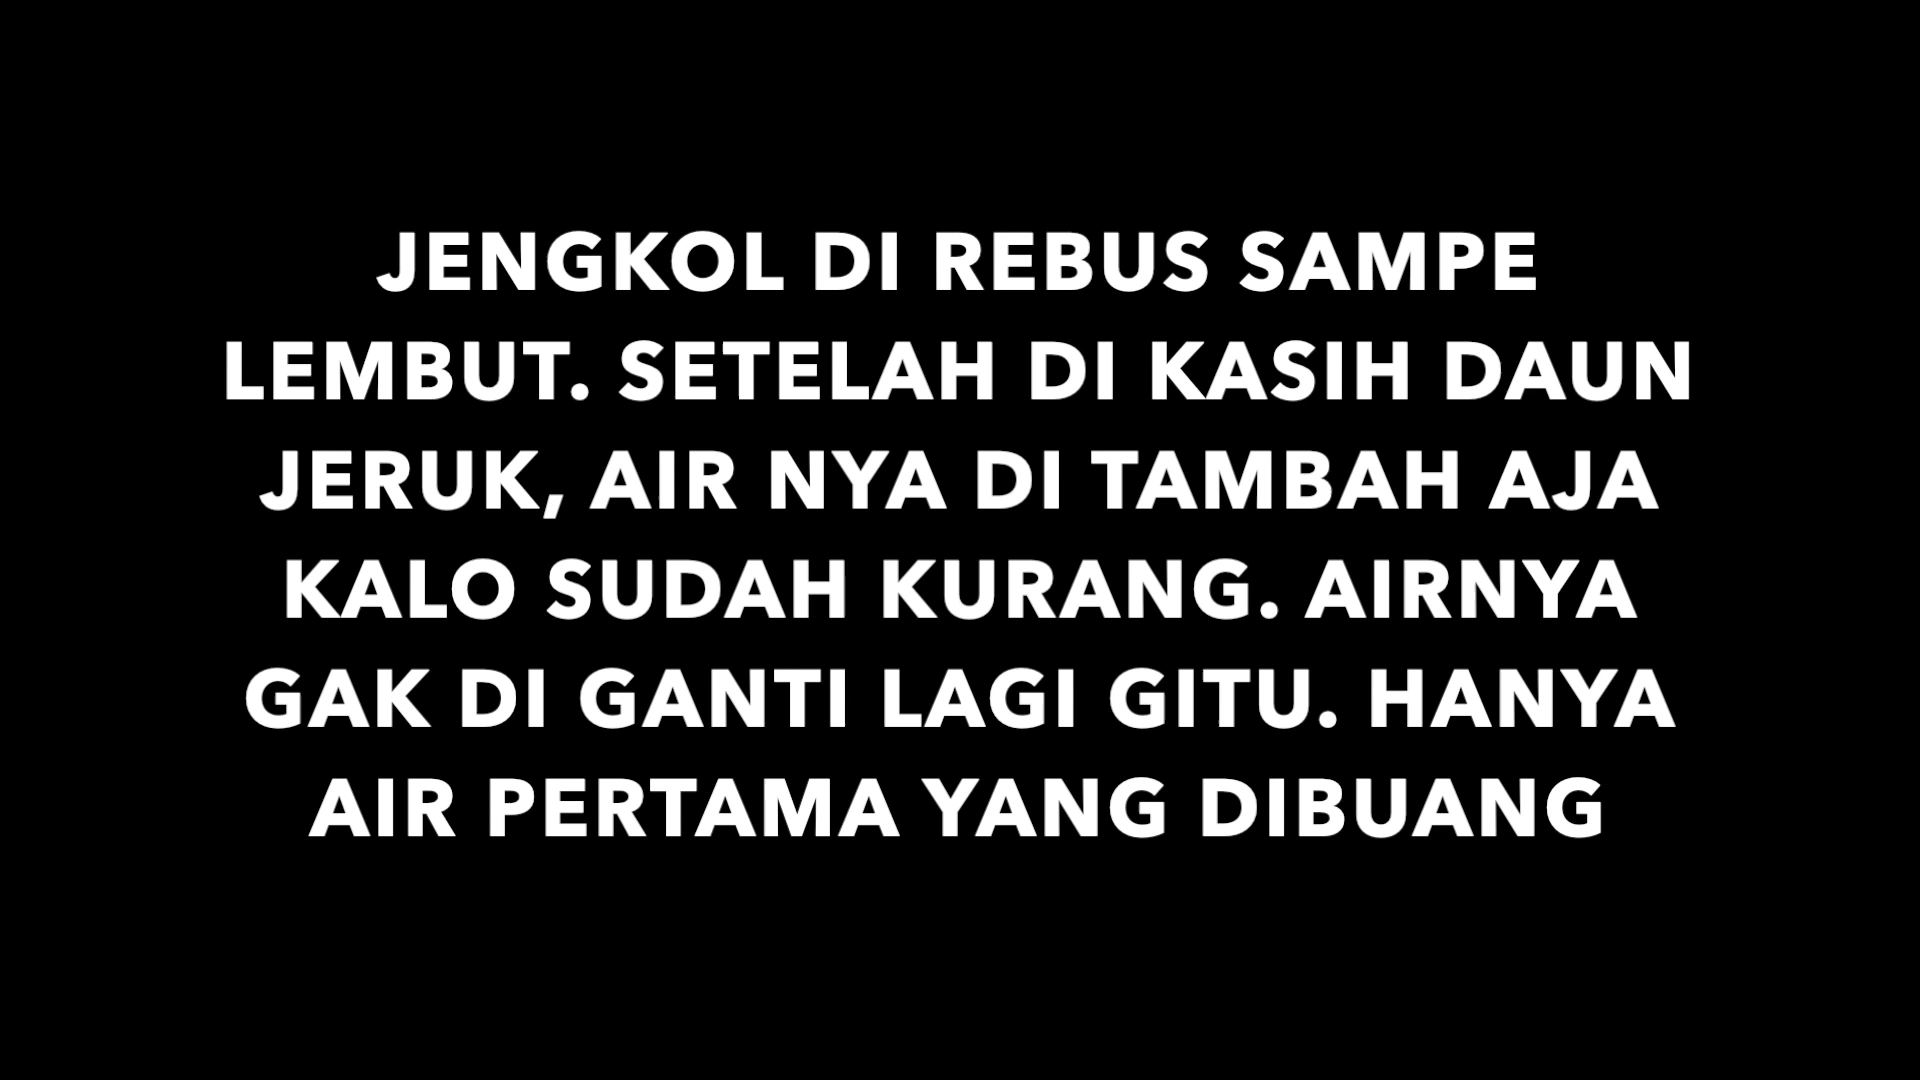 JENGKOL DI REBUS SAMPE
LEMBUT. SETELAH DI KASIH DAUN
JERUK, AIR NYA DI TAMBAH AJA
KALO SUDAH KURANG. AIRNYA
GAK DI GANTI LAGI GITU. HANYA
AIR PERTAMA YANG DIBUANG